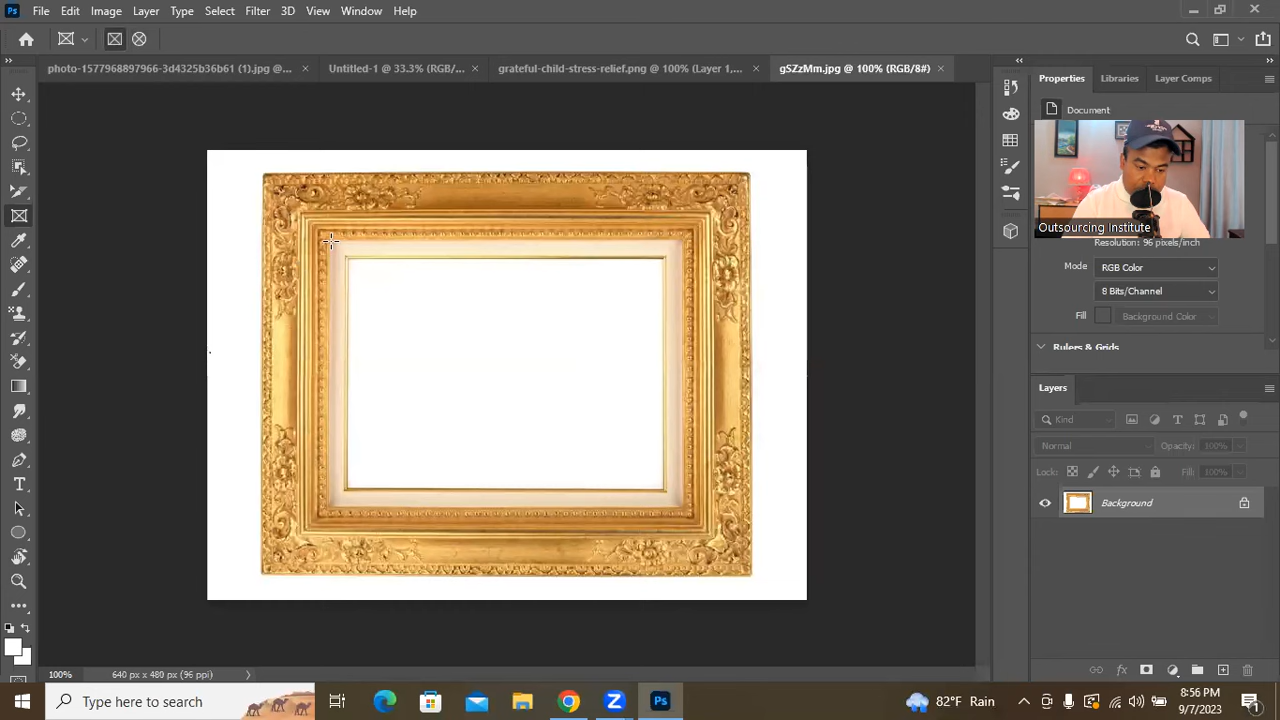 Ps File Edit Image Layer Type Select Filter 3D View Window Help
photo-1577968897966-3d4325b36b61 (1).jpg @... × Untitled-1 @ 33.3% (RGB/... × grateful-child-stress-relief.png @ 100% (Layer 1,... × gSZzMm.jpg @ 100% (RGB/8#) ×
Properties Libraries Layer Comps
Document
Outsourcing Institute
Resolution: 96 pixels/inch
Mode RGB Color
8 Bits/Channel
Fill Background Color
Rulers & Grids
Layers
Kind
Normal Opacity: 100%
Lock: Fill: 100%
Background
100% 640 px x 480 px (96 ppi)
Type here to search
Ps
82°F Rain
8:56 PM
9/7/2023
1